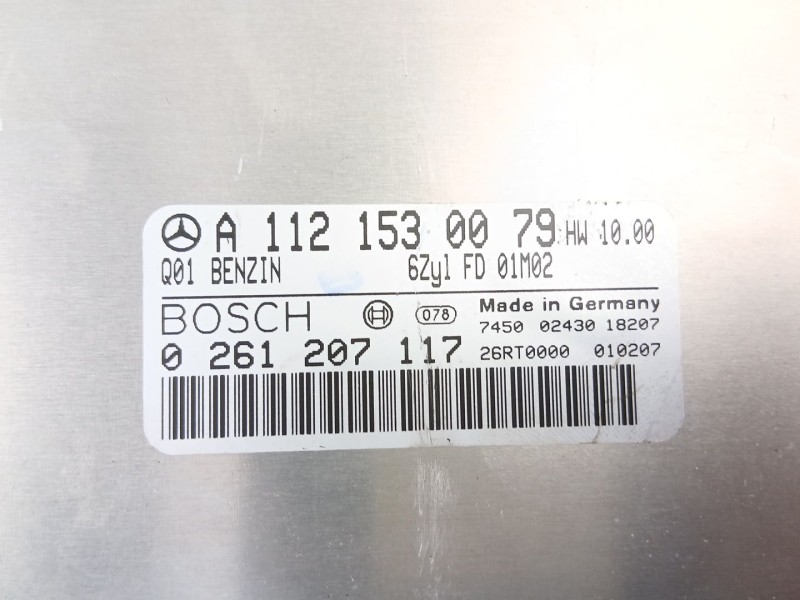 A 112 153 00 79 HW 10.00
Q01 BENZIN 6Zyl FD 01M02
BOSCH H 078 Made in Germany
7450 02430 18207
0 261 207 117 26RT0000 010207